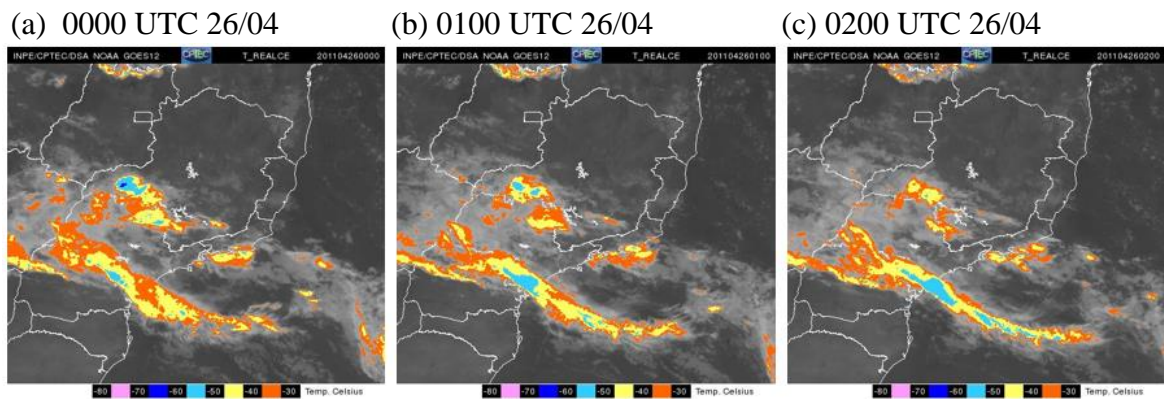 (a) 0000 UTC 26/04
(b) 0100 UTC 26/04
(c) 0200 UTC 26/04
INPE/CPTEC/DSA NOAA GOES12 CPTEC T_REALCE 201104260000
INPE/CPTEC/DSA NOAA GOES12 CPTEC T_REALCE 201104260100
INPE/CPTEC/DSA NOAA GOES12 CPTEC T_REALCE 201104260200
-80 -70 -60 -50 -40 -30 Temp. Celsius
-80 -70 -60 -50 -40 -30 Temp. Celsius
-80 -70 -60 -50 -40 -30 Temp. Celsius